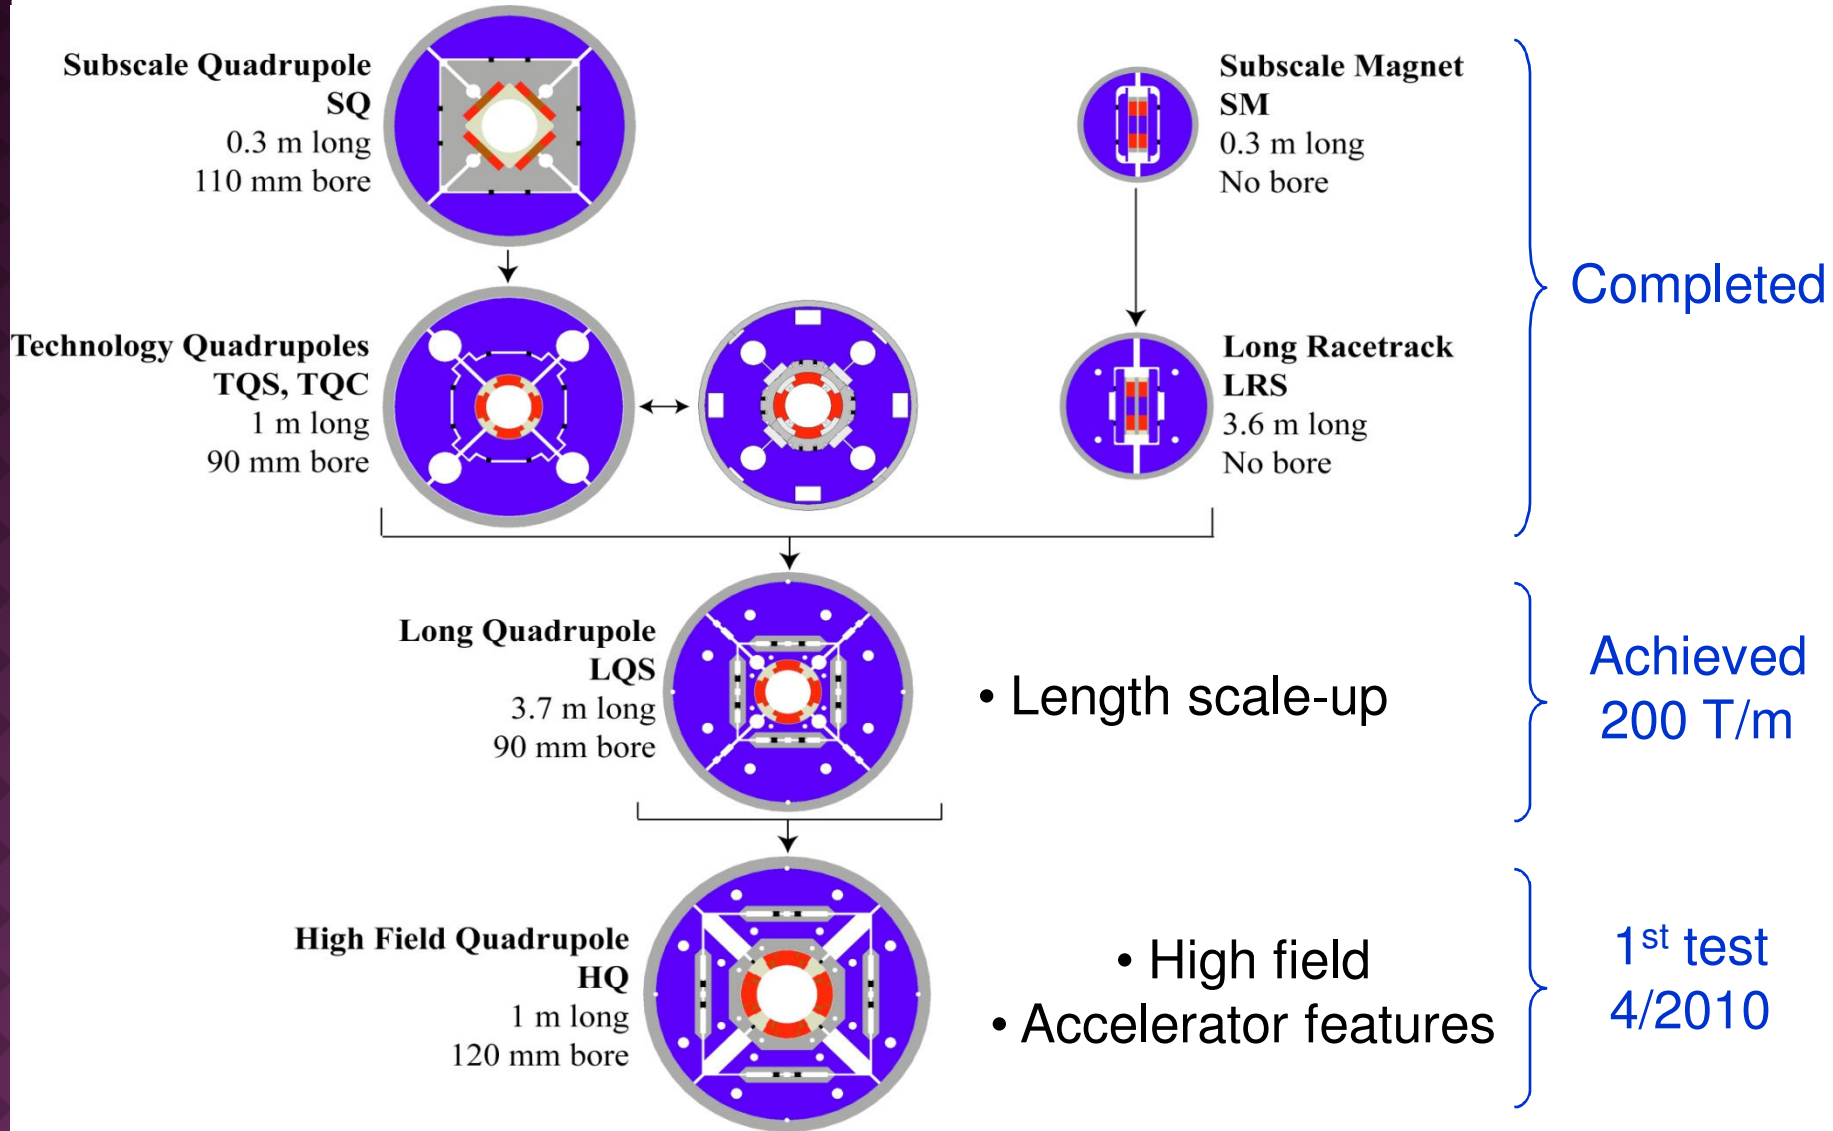 Subscale Quadrupole
SQ
0.3 m long
110 mm bore
Subscale Magnet
SM
0.3 m long
No bore
Completed
Technology Quadrupoles
TQS, TQC
1 m long
90 mm bore
Long Racetrack
LRS
3.6 m long
No bore
Long Quadrupole
LQS
3.7 m long
90 mm bore
• Length scale-up
Achieved
200 T/m
High Field Quadrupole
HQ
1 m long
120 mm bore
• High field
• Accelerator features
1st test
4/2010